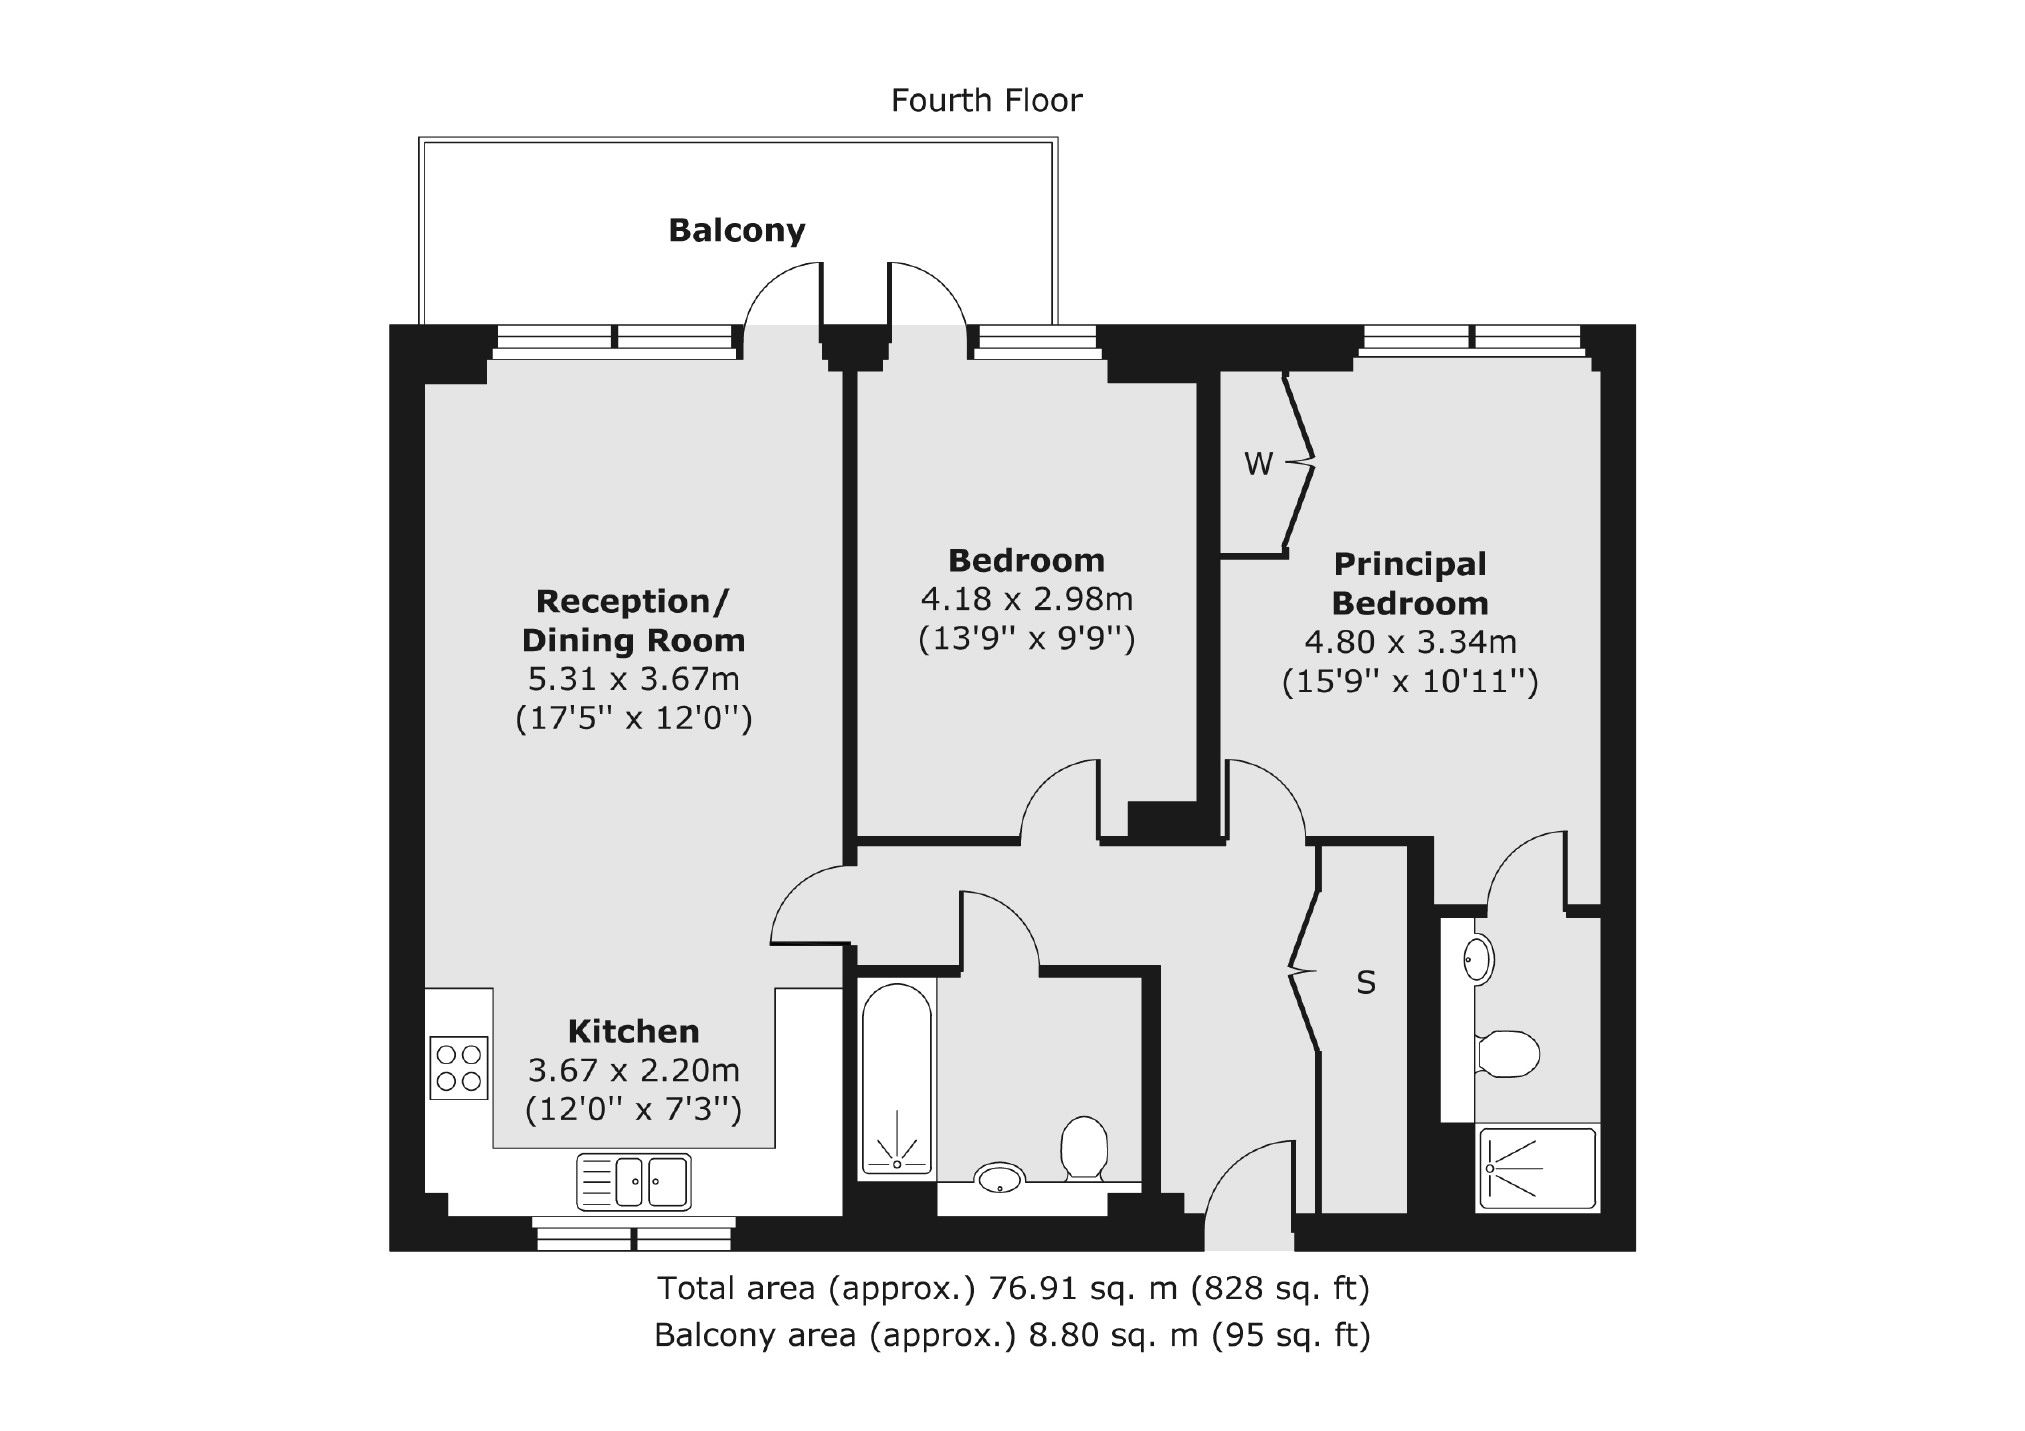 Fourth Floor
Balcony
Reception/
Dining Room
5.31 x 3.67m
(17'5'' x 12'0'')
Bedroom
4.18 x 2.98m
(13'9'' x 9'9'')
W
Principal
Bedroom
4.80 x 3.34m
(15'9'' x 10'11'')
S
Kitchen
3.67 x 2.20m
(12'0'' x 7'3'')
Total area (approx.) 76.91 sq. m (828 sq. ft)
Balcony area (approx.) 8.80 sq. m (95 sq. ft)